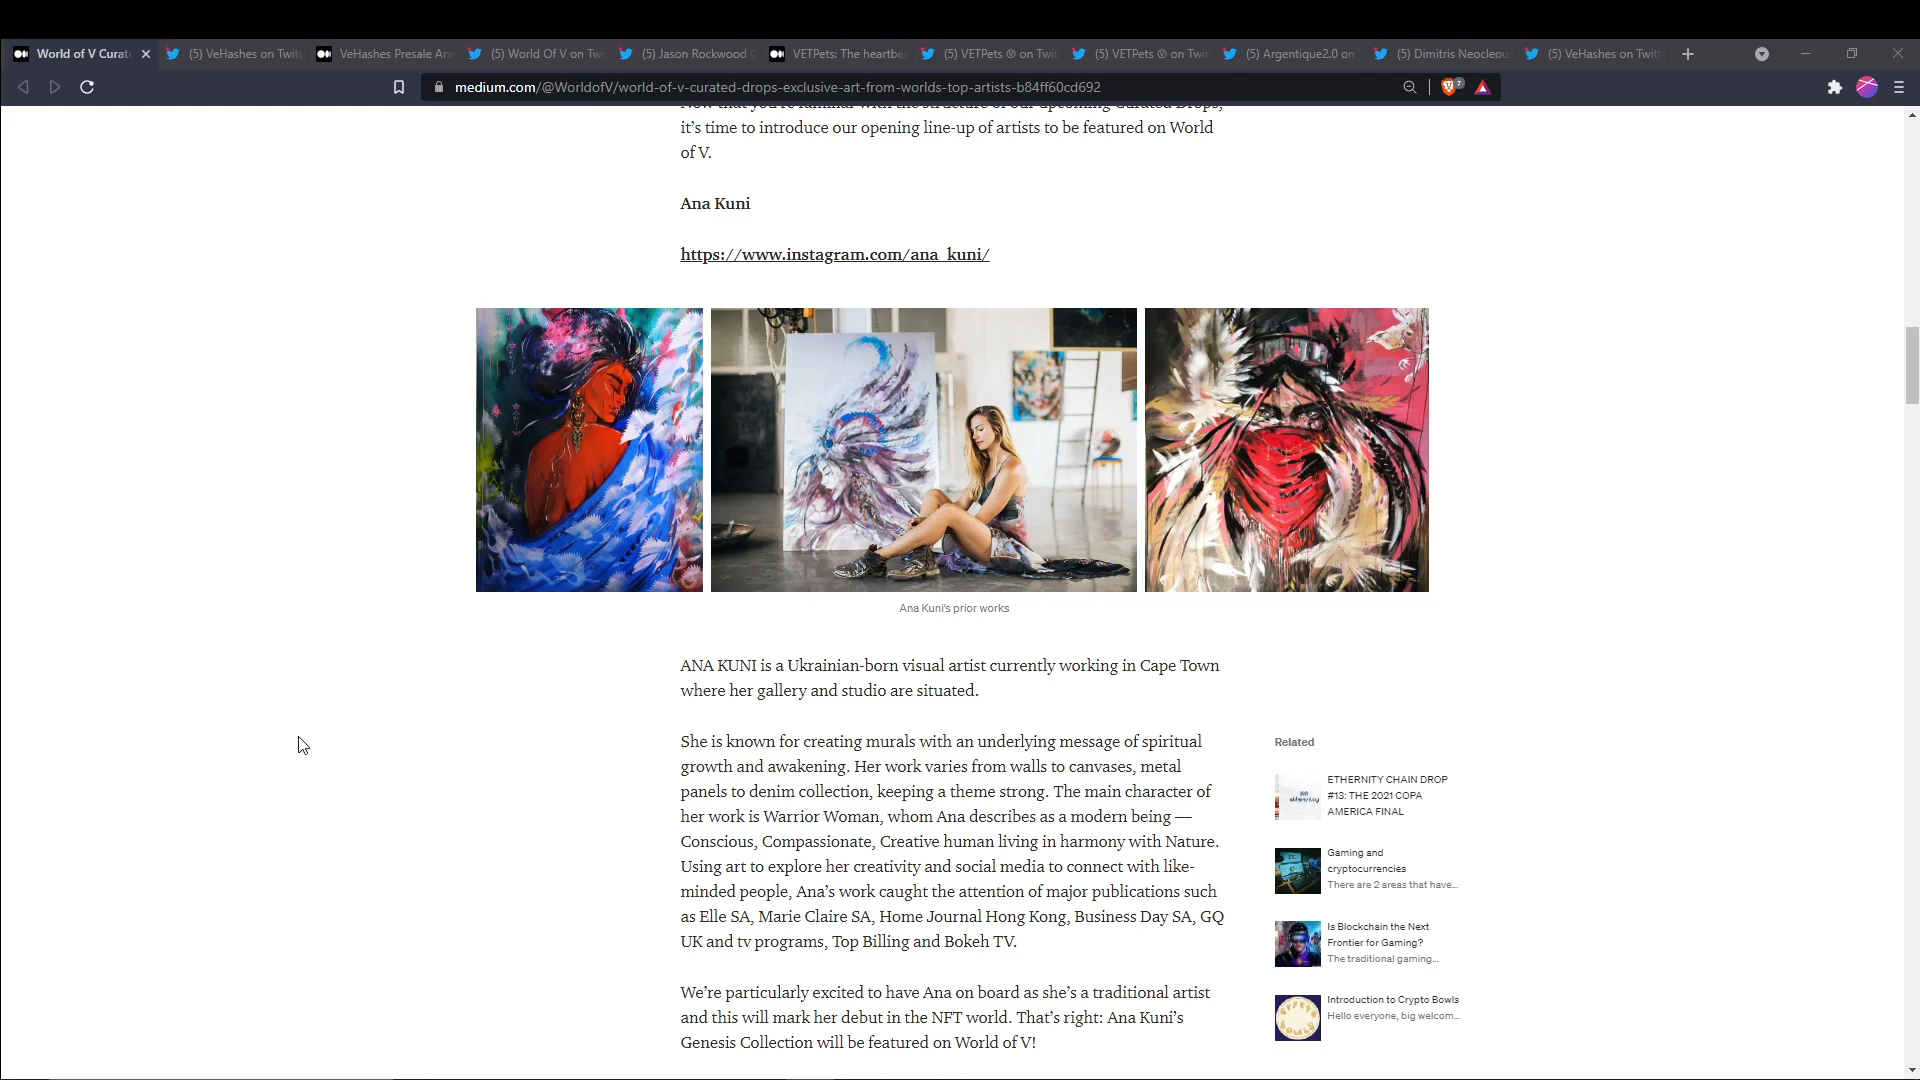 World of V Curat
(5) VeHashes on Twitt
VeHashes Presale Ann
(5) World Of V on Tw
(5) Jason Rockwood
VETPets: The heartbe
(5) VETPets Ⓥ on Twit
(5) VETPets Ⓥ on Twi
(5) Argentique2.0 on
(5) Dimitris Neocleou
(5) VeHashes on Twitt
medium.com/@WorldofV/world-of-v-curated-drops-exclusive-art-from-worlds-top-artists-b84ff60cd692
7
Now that you're familiar with the structure of our upcoming Curated Drops,
it’s time to introduce our opening line-up of artists to be featured on World
of V.
Ana Kuni
https://www.instagram.com/ana_kuni/
Ana Kuni's prior works
ANA KUNI is a Ukrainian-born visual artist currently working in Cape Town
where her gallery and studio are situated.
She is known for creating murals with an underlying message of spiritual
growth and awakening. Her work varies from walls to canvases, metal
panels to denim collection, keeping a theme strong. The main character of
her work is Warrior Woman, whom Ana describes as a modern being —
Conscious, Compassionate, Creative human living in harmony with Nature.
Using art to explore her creativity and social media to connect with like-
minded people, Ana’s work caught the attention of major publications such
as Elle SA, Marie Claire SA, Home Journal Hong Kong, Business Day SA, GQ
UK and tv programs, Top Billing and Bokeh TV.
We’re particularly excited to have Ana on board as she’s a traditional artist
and this will mark her debut in the NFT world. That’s right: Ana Kuni’s
Genesis Collection will be featured on World of V!
Related
ETHERNITY CHAIN DROP
#13: THE 2021 COPA
AMERICA FINAL
Gaming and
cryptocurrencies
There are 2 areas that have...
Is Blockchain the Next
Frontier for Gaming?
The traditional gaming...
Introduction to Crypto Bowls
Hello everyone, big welcom...